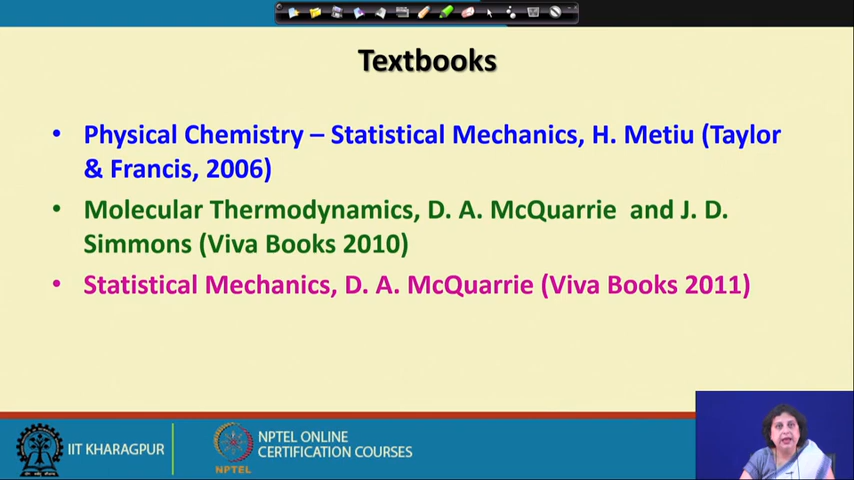 Textbooks
• Physical Chemistry – Statistical Mechanics, H. Metiu (Taylor
& Francis, 2006)
• Molecular Thermodynamics, D. A. McQuarrie and J. D.
Simmons (Viva Books 2010)
• Statistical Mechanics, D. A. McQuarrie (Viva Books 2011)
IIT KHARAGPUR
NPTEL
NPTEL ONLINE
CERTIFICATION COURSES